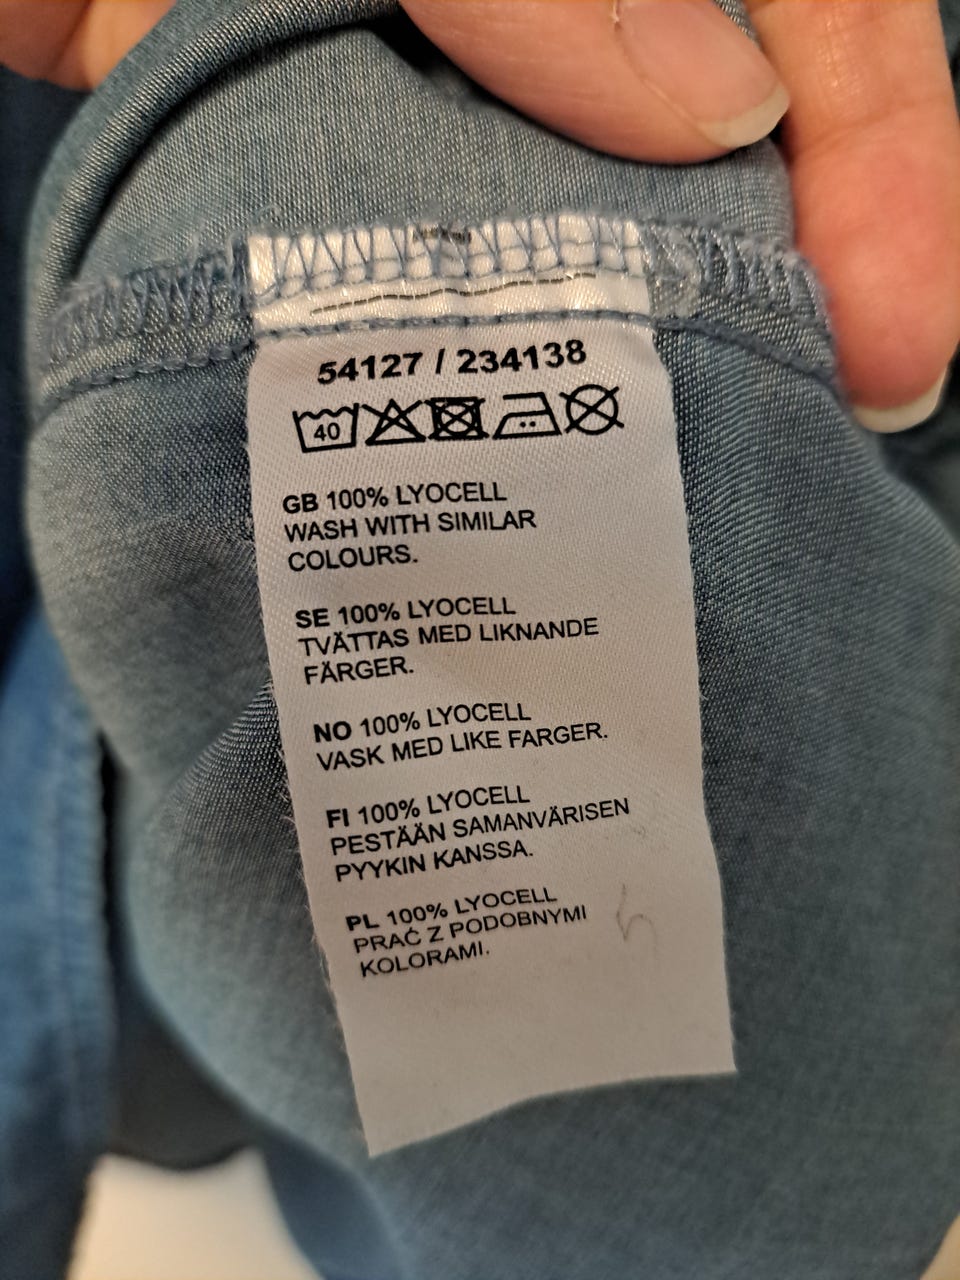 54127 / 234138
40
GB 100% LYOCELL
WASH WITH SIMILAR
COLOURS.
SE 100% LYOCELL
TVÄTTAS MED LIKNANDE
FÄRGER.
NO 100% LYOCELL
VASK MED LIKE FARGER.
FI 100% LYOCELL
PESTÄÄN SAMANVÄRISEN
PYYKIN KANSSA.
PL 100% LYOCELL
PRAĆ Z PODOBNYMI
KOLORAMI.